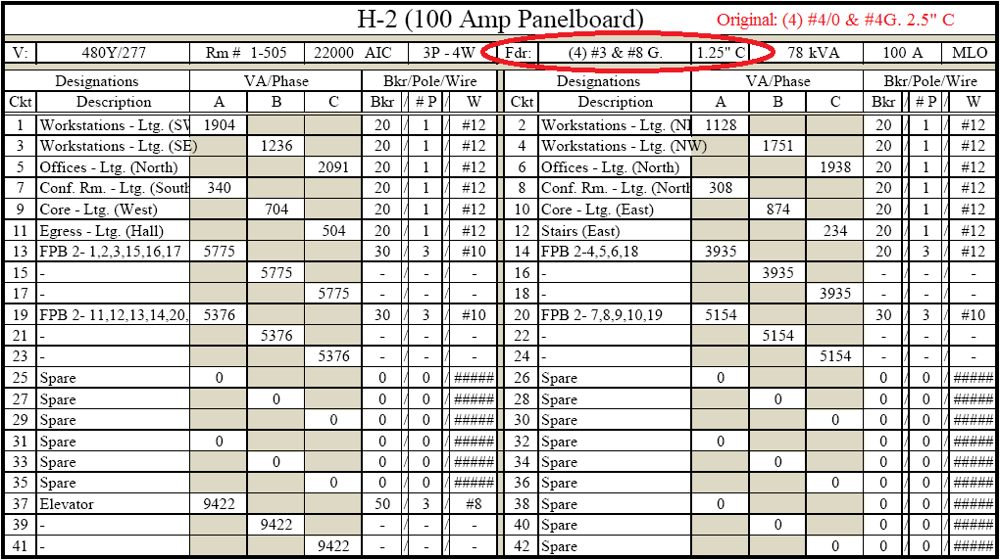 H-2 (100 Amp Panelboard) Original: (4) #4/0 & #4G. 2.5" C
V: 480Y/277 Rm # 1-505 22000 AIC 3P - 4W Fdr: (4) #3 & #8 G. 1.25" C 78 kVA 100 A MLO
Designations VA/Phase Bkr/Pole/Wire Designations VA/Phase Bkr/Pole/Wire
Ckt Description A B C Bkr / # P / W Ckt Description A B C Bkr / # P / W
1 Workstations - Ltg. (SW 1904 20 / 1 / #12 2 Workstations - Ltg. (NE 1128 20 / 1 / #12
3 Workstations - Ltg. (SE) 1236 20 / 1 / #12 4 Workstations - Ltg. (NW) 1751 20 / 1 / #12
5 Offices - Ltg. (North) 2091 20 / 1 / #12 6 Offices - Ltg. (North) 1938 20 / 1 / #12
7 Conf. Rm. - Ltg. (South 340 20 / 1 / #12 8 Conf. Rm. - Ltg. (North 308 20 / 1 / #12
9 Core - Ltg. (West) 704 20 / 1 / #12 10 Core - Ltg. (East) 874 20 / 1 / #12
11 Egress - Ltg. (Hall) 504 20 / 1 / #12 12 Stairs (East) 234 20 / 1 / #12
13 FPB 2- 1,2,3,15,16,17 5775 30 / 3 / #10 14 FPB 2-4,5,6,18 3935 20 / 3 / #12
15 - 5775 - / - / - 16 - 3935 - / - / -
17 - 5775 - / - / - 18 - 3935 - / - / -
19 FPB 2- 11,12,13,14,20, 5376 30 / 3 / #10 20 FPB 2- 7,8,9,10,19 5154 30 / 3 / #10
21 - 5376 - / - / - 22 - 5154 - / - / -
23 - 5376 - / - / - 24 - 5154 - / - / -
25 Spare 0 0 / 0 / ##### 26 Spare 0 0 / 0 / #####
27 Spare 0 0 / 0 / ##### 28 Spare 0 0 / 0 / #####
29 Spare 0 0 / 0 / ##### 30 Spare 0 0 / 0 / #####
31 Spare 0 0 / 0 / ##### 32 Spare 0 0 / 0 / #####
33 Spare 0 0 / 0 / ##### 34 Spare 0 0 / 0 / #####
35 Spare 0 0 / 0 / ##### 36 Spare 0 0 / 0 / #####
37 Elevator 9422 50 / 3 / #8 38 Spare 0 0 / 0 / #####
39 - 9422 - / - / - 40 Spare 0 0 / 0 / #####
41 - 9422 - / - / - 42 Spare 0 0 / 0 / #####